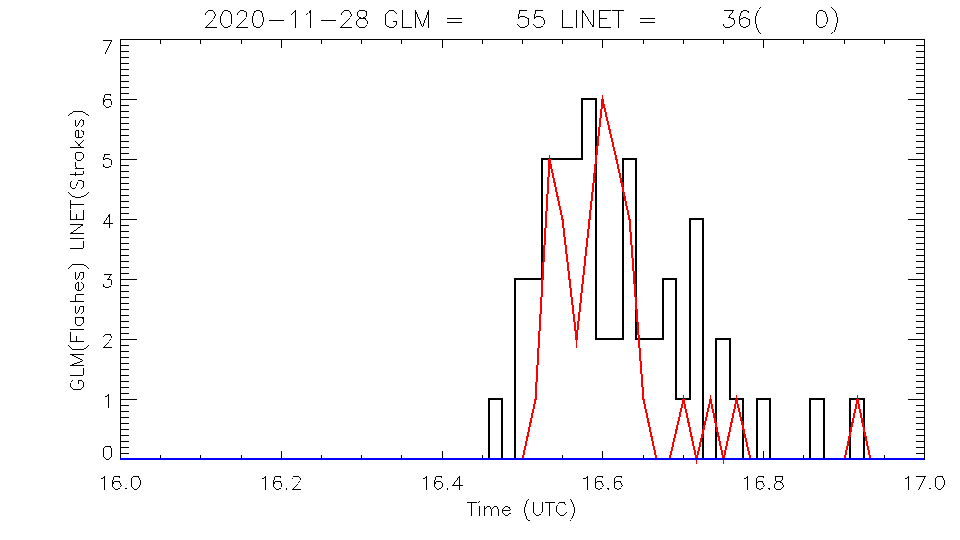 2020-11-28 GLM = 55 LINET = 36( 0)
GLM(Flashes) LINET(Strokes)
7
6
5
4
3
2
1
0
16.0 16.2 16.4 16.6 16.8 17.0
Time (UTC)